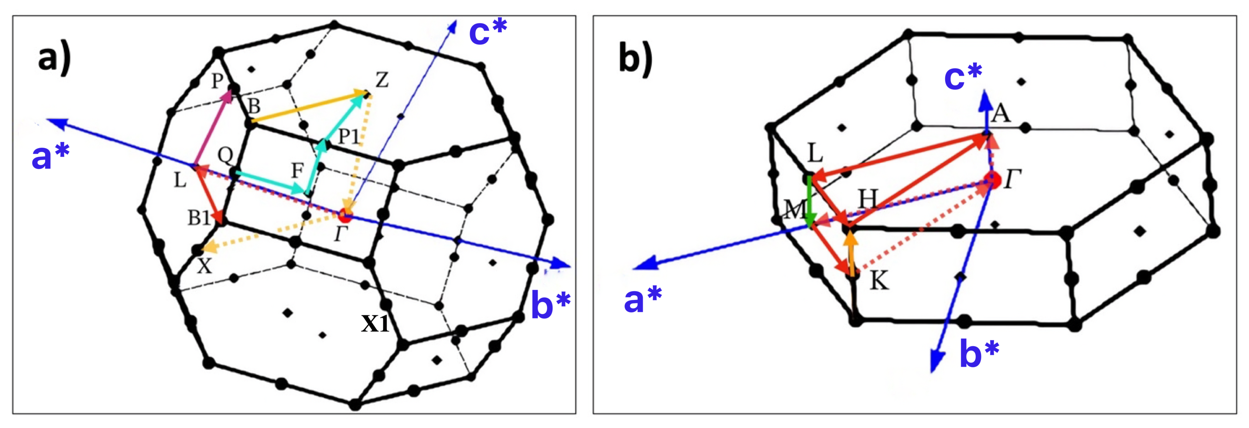 a)
c*
Z
P
B
P1
a*
Q
F
L
B1
Γ
X
b*
X1
b)
c*
A
L
Γ
M
H
K
a*
b*